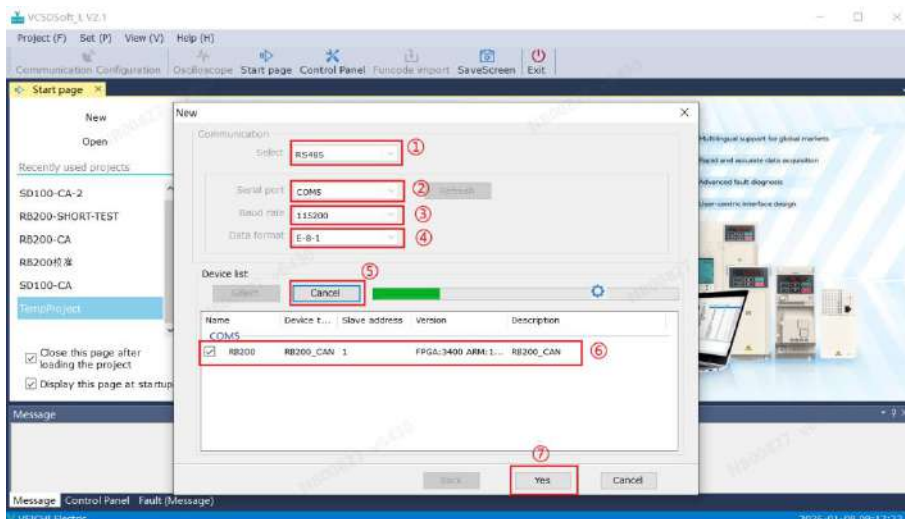 VCSDSoft_L V2.1
Project (F) Set (P) View (V) Help (H)
Communication Configuration Oscilloscope Start page Control Panel Funcode import SaveScreen Exit
Start page
New
Open
Recently used projects
SD100-CA-2
RB200-SHORT-TEST
RB200-CA
RB200校准
SD100-CA
TempProject
Close this page after
loading the project
Display this page at startup
New
Communication
Select RS485 ①
Serial port COM5 ② Refresh
Baud rate 115200 ③
Data format E-8-1 ④
Device list ⑤
Select Cancel
Name Device t... Slave address Version Description
COM5
RB200 RB200_CAN 1 FPGA:3400 ARM:1... RB200_CAN ⑥
⑦
Back Yes Cancel
Multilingual support for global markets
Rapid and accurate data acquisition
Advanced fault diagnosis
User-centric interface design
Message
Message Control Panel Fault (Message)
VEICHI Electric